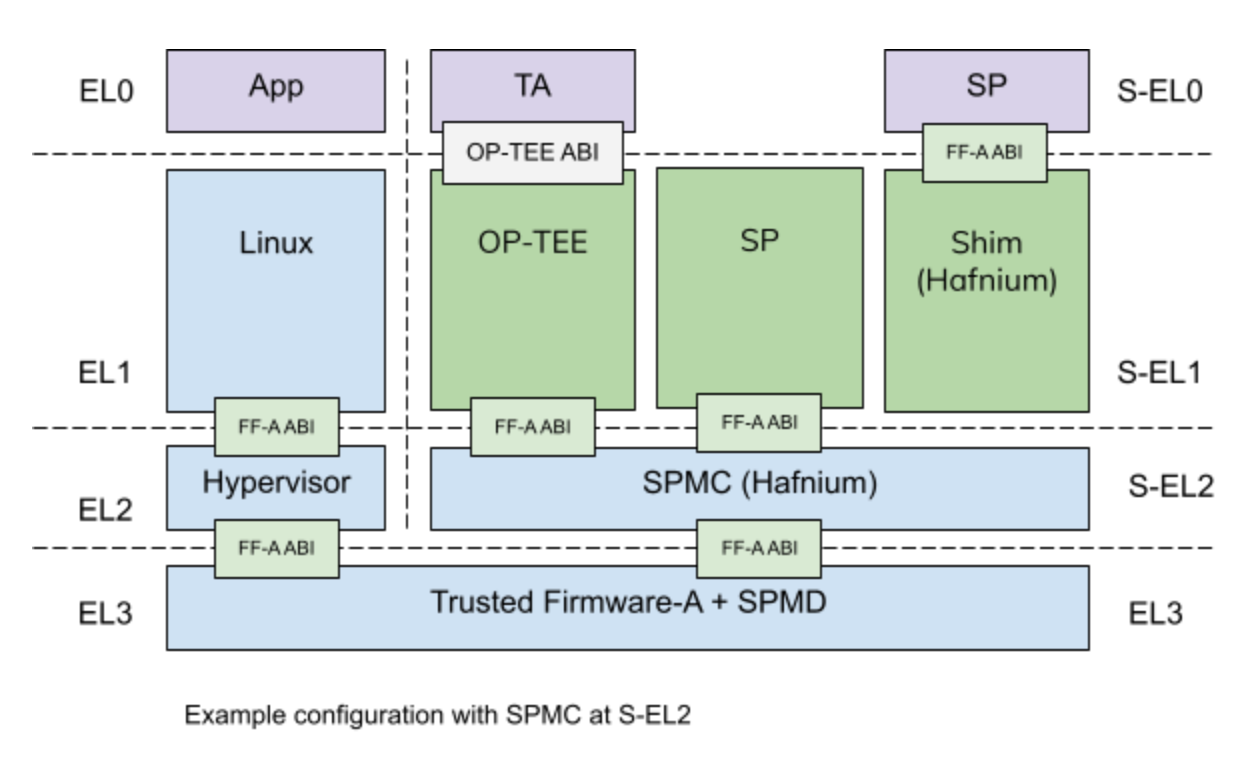 EL0
App
TA
SP
S-EL0
OP-TEE ABI
FF-A ABI
Linux
OP-TEE
SP
Shim
(Hafnium)
EL1
S-EL1
FF-A ABI
FF-A ABI
FF-A ABI
Hypervisor
SPMC (Hafnium)
EL2
S-EL2
FF-A ABI
FF-A ABI
Trusted Firmware-A + SPMD
EL3
EL3
Example configuration with SPMC at S-EL2